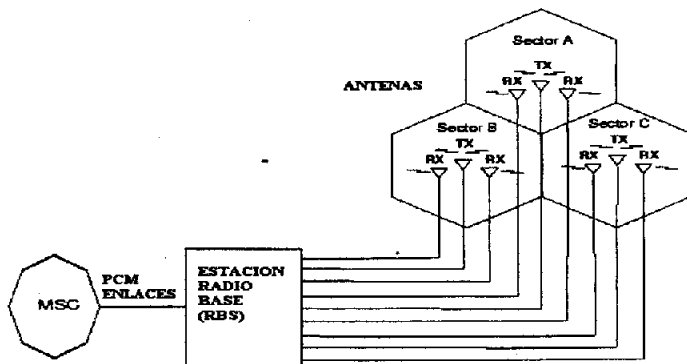 Sector A
TX
RX RX
ANTENAS
Sector B
TX
RX RX
Sector C
TX
RX RX
MSC
PCM
ENLACES
ESTACION
RADIO
BASE
(RBS)